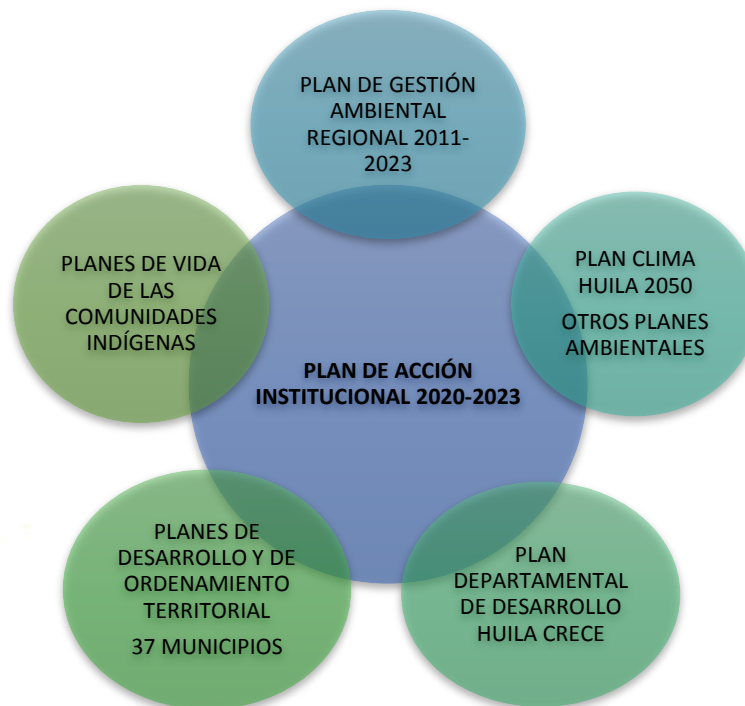 PLAN DE GESTIÓN
AMBIENTAL
REGIONAL 2011-
2023
PLANES DE VIDA
DE LAS
COMUNIDADES
INDÍGENAS
PLAN CLIMA
HUILA 2050
OTROS PLANES
AMBIENTALES
PLAN DE ACCIÓN
INSTITUCIONAL 2020-2023
PLANES DE
DESARROLLO Y DE
ORDENAMIENTO
TERRITORIAL
37 MUNICIPIOS
PLAN
DEPARTAMENTAL
DE DESARROLLO
HUILA CRECE